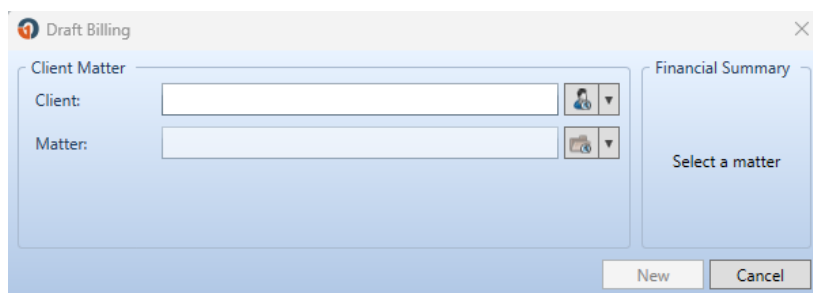 Draft Billing
Client Matter
Client:
Matter:
Financial Summary
Select a matter
New Cancel